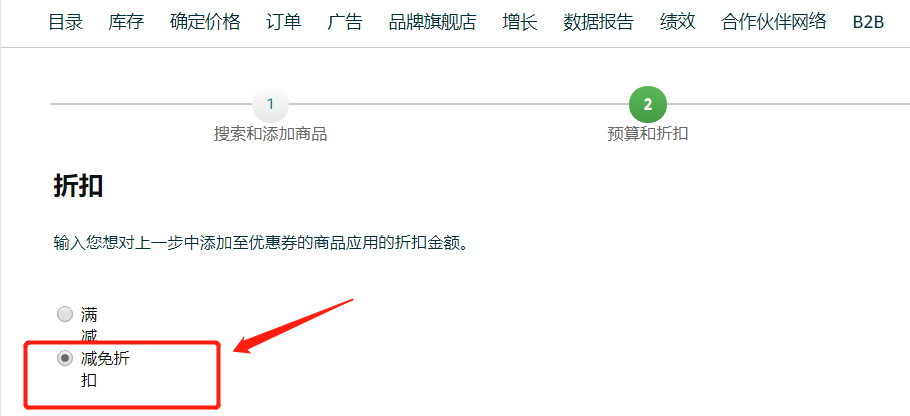 目录 库存 确定价格 订单 广告 品牌旗舰店 增长 数据报告 绩效 合作伙伴网络 B2B
1 2
搜索和添加商品 预算和折扣
折扣
输入您想对上一步中添加至优惠券的商品应用的折扣金额。
满
减
减免折
扣